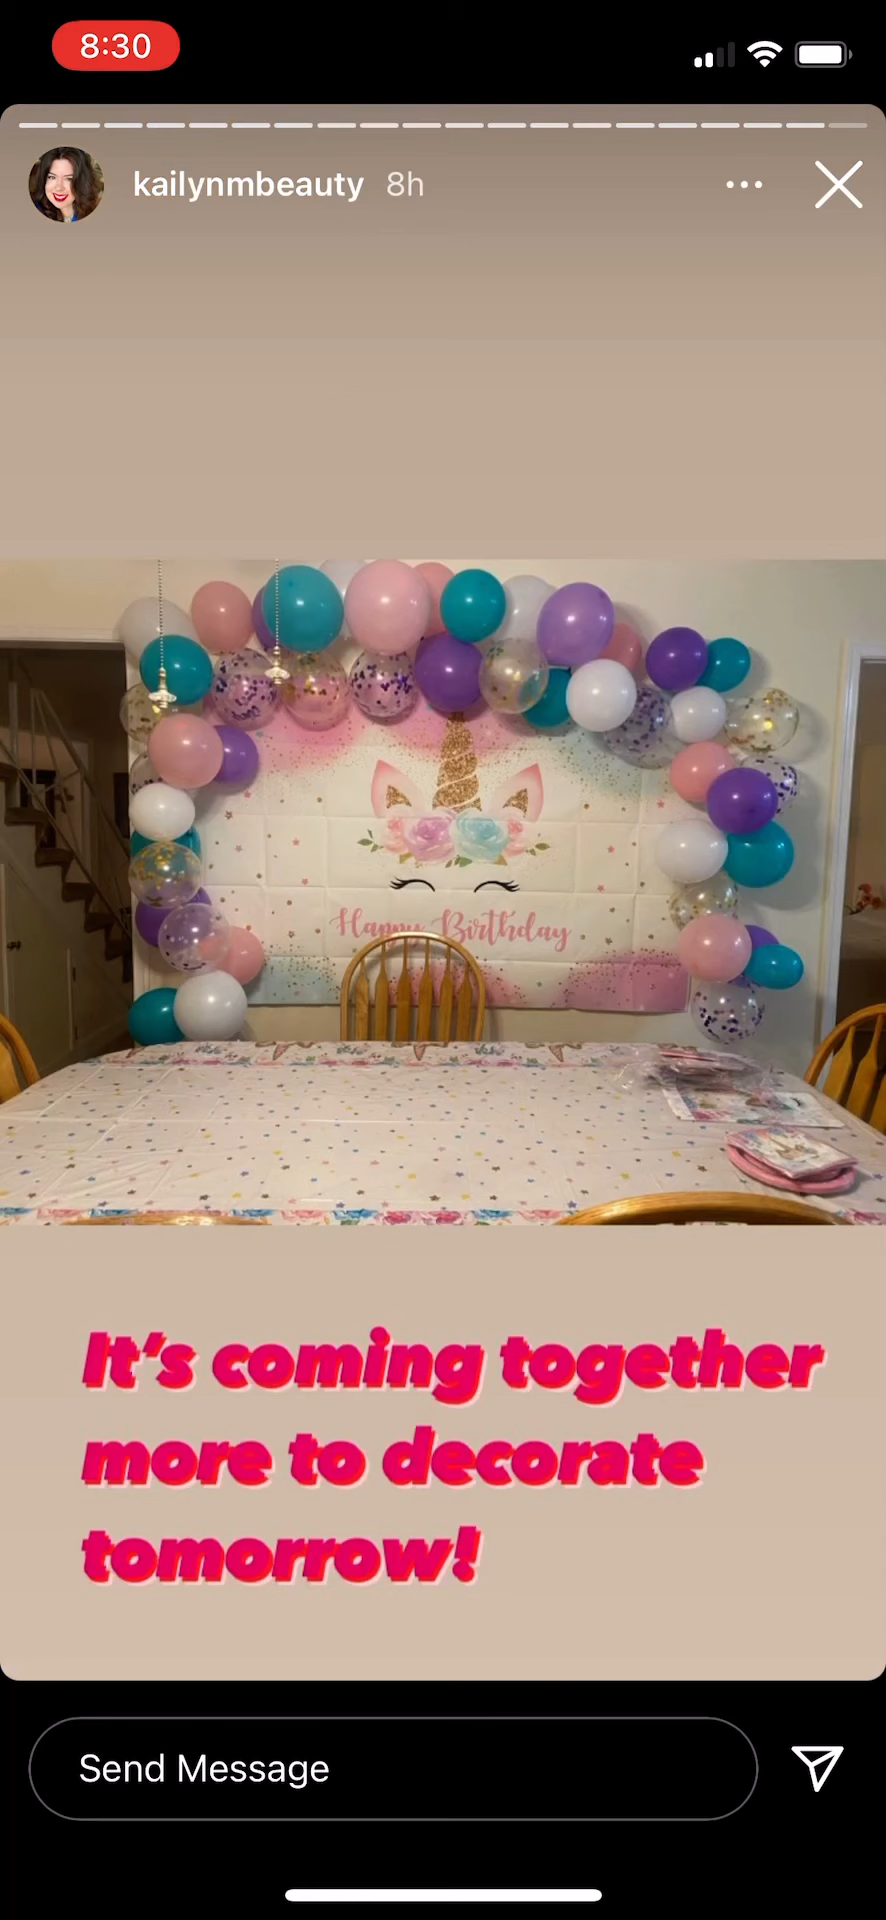 8:30
kailynmbeauty 8h
Happy Birthday
It's coming together
more to decorate
tomorrow!
Send Message